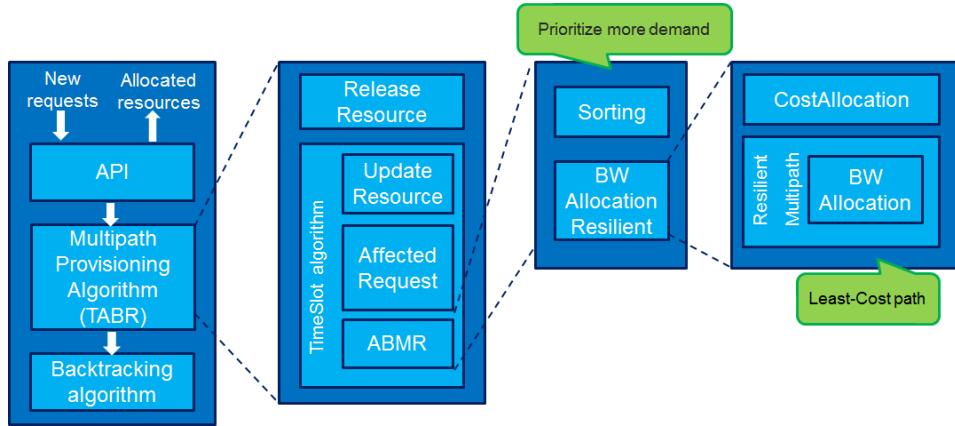 Prioritize more demand
New
requests
Allocated
resources
API
Multipath
Provisioning
Algorithm
(TABR)
Backtracking
algorithm
Release
Resource
TimeSlot algorithm
Update
Resource
Affected
Request
ABMR
Sorting
BW
Allocation
Resilient
CostAllocation
Resilient
Multipath
BW
Allocation
Least-Cost path